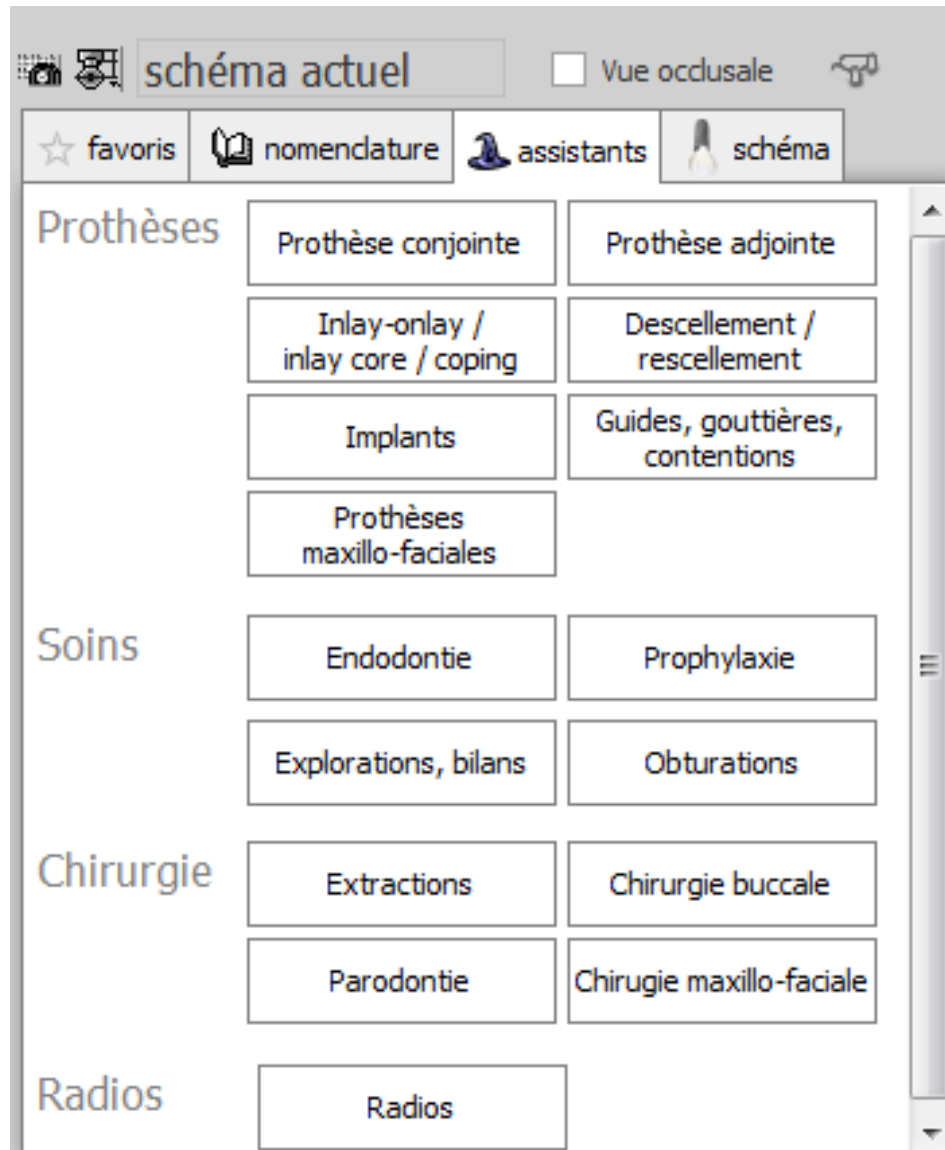 schéma actuel
Vue occlusale
favoris
nomenclature
assistants
schéma
Prothèses
Prothèse conjointe
Prothèse adjointe
Inlay-onlay /
inlay core / coping
Descellement /
rescellement
Implants
Guides, gouttières,
contentions
Prothèses
maxillo-faciales
Soins
Endodontie
Prophylaxie
Explorations, bilans
Obturations
Chirurgie
Extractions
Chirurgie buccale
Parodontie
Chirugie maxillo-faciale
Radios
Radios